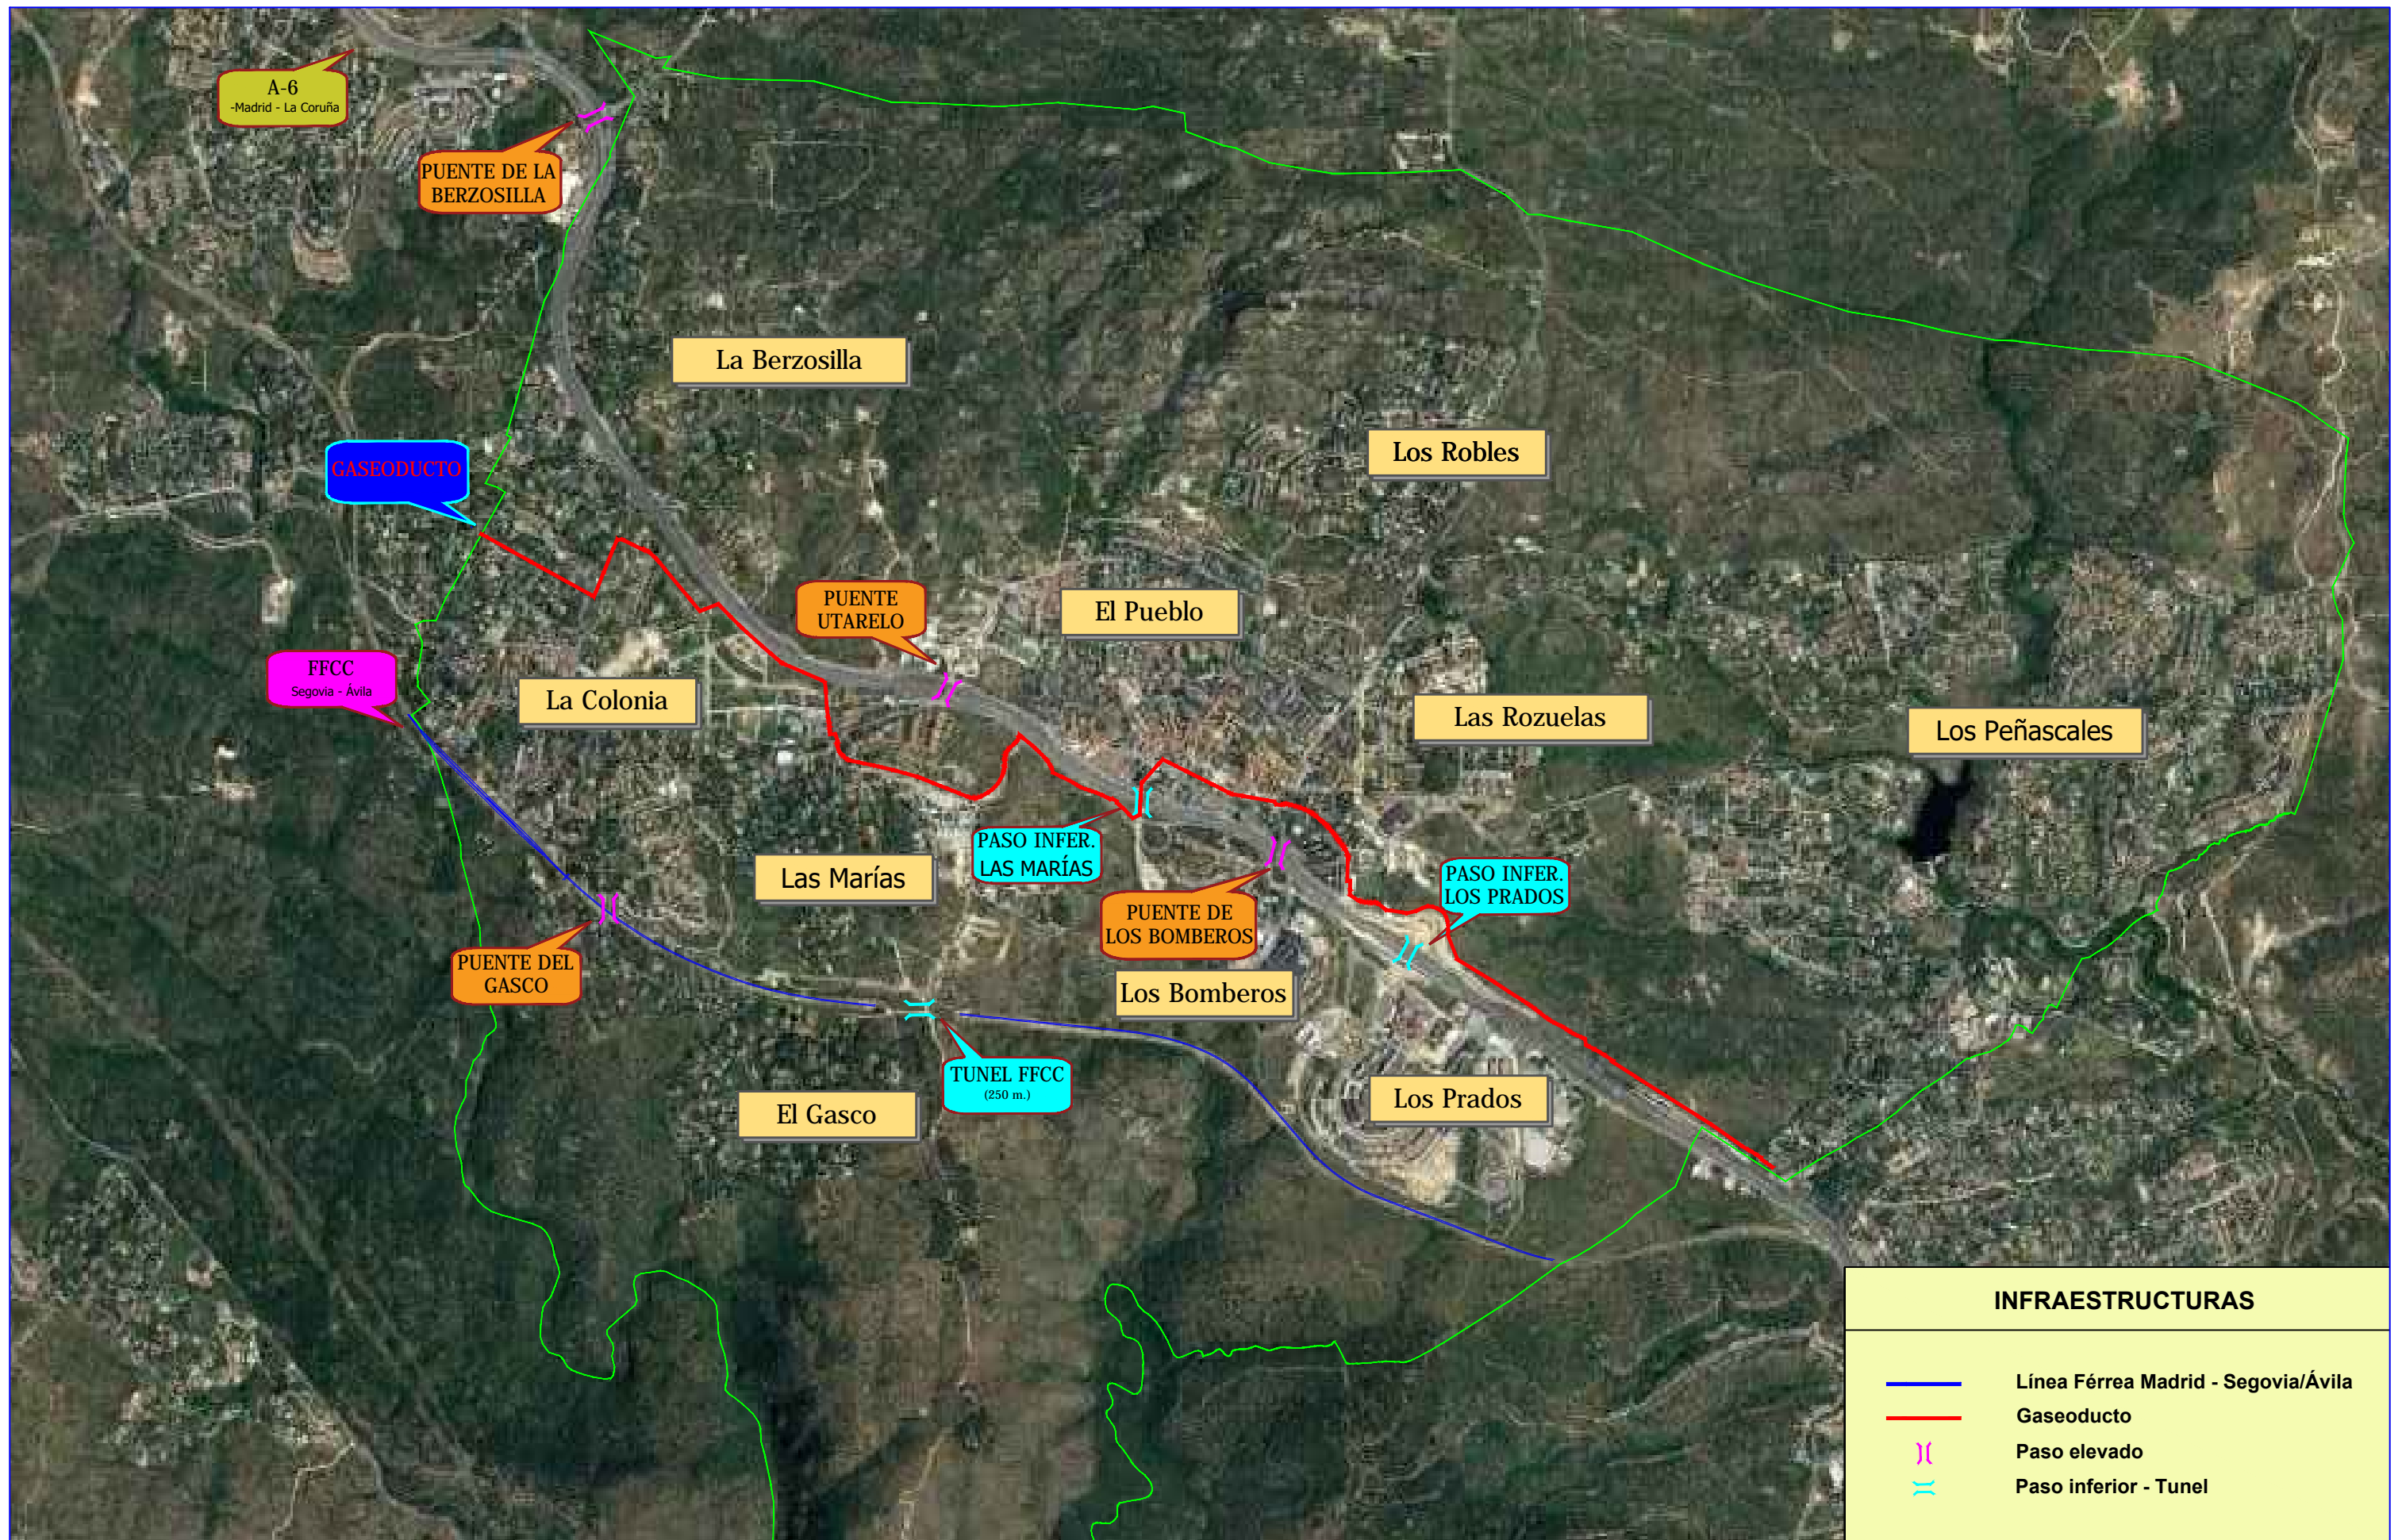 A-6
-Madrid - La Coruña
PUENTE DE LA
BERZOSILLA
La Berzosilla
Los Robles
GASEODUCTO
PUENTE
UTARELO
El Pueblo
FFCC
Segovia - Ávila
La Colonia
Las Rozuelas
Los Peñascales
PASO INFER.
LAS MARÍAS
Las Marías
PASO INFER.
LOS PRADOS
PUENTE DE
LOS BOMBEROS
PUENTE DEL
GASCO
Los Bomberos
TUNEL FFCC
(250 m.)
Los Prados
El Gasco
INFRAESTRUCTURAS
Línea Férrea Madrid - Segovia/Ávila
Gaseoducto
Paso elevado
Paso inferior - Tunel